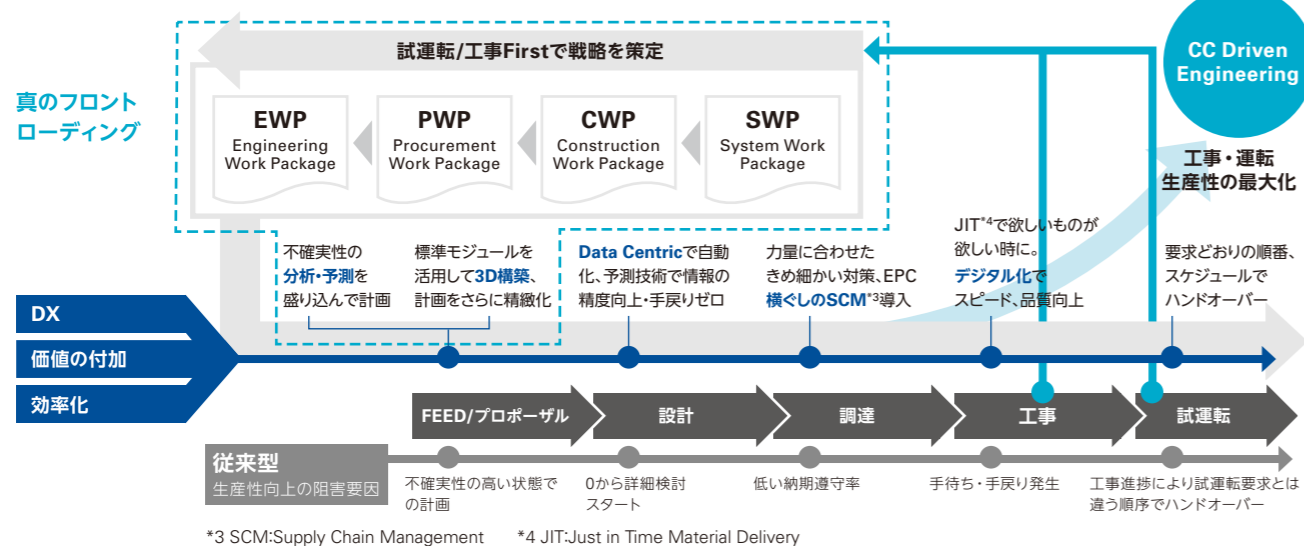 試運転/工事Firstで戦略を策定
CC Driven
Engineering
真のフロント
ローディング
EWP
Engineering
Work Package
PWP
Procurement
Work Package
CWP
Construction
Work Package
SWP
System Work
Package
工事・運転
生産性の最大化
不確実性の
分析・予測を
盛り込んで計画
標準モジュールを
活用して3D構築、
計画をさらに精緻化
Data Centricで自動
化、予測技術で情報の
精度向上・手戻りゼロ
力量に合わせた
きめ細かい対策、EPC
横ぐしのSCM*3導入
JIT*4で欲しいものが
欲しい時に。
デジタル化で
スピード、品質向上
要求どおりの順番、
スケジュールで
ハンドオーバー
DX
価値の付加
効率化
FEED/プロポーザル
設計
調達
工事
試運転
従来型
生産性向上の阻害要因
不確実性の高い状態で
の計画
0から詳細検討
スタート
低い納期遵守率
手待ち・手戻り発生
工事進捗により試運転要求とは
違う順序でハンドオーバー
*3 SCM:Supply Chain Management
*4 JIT:Just in Time Material Delivery